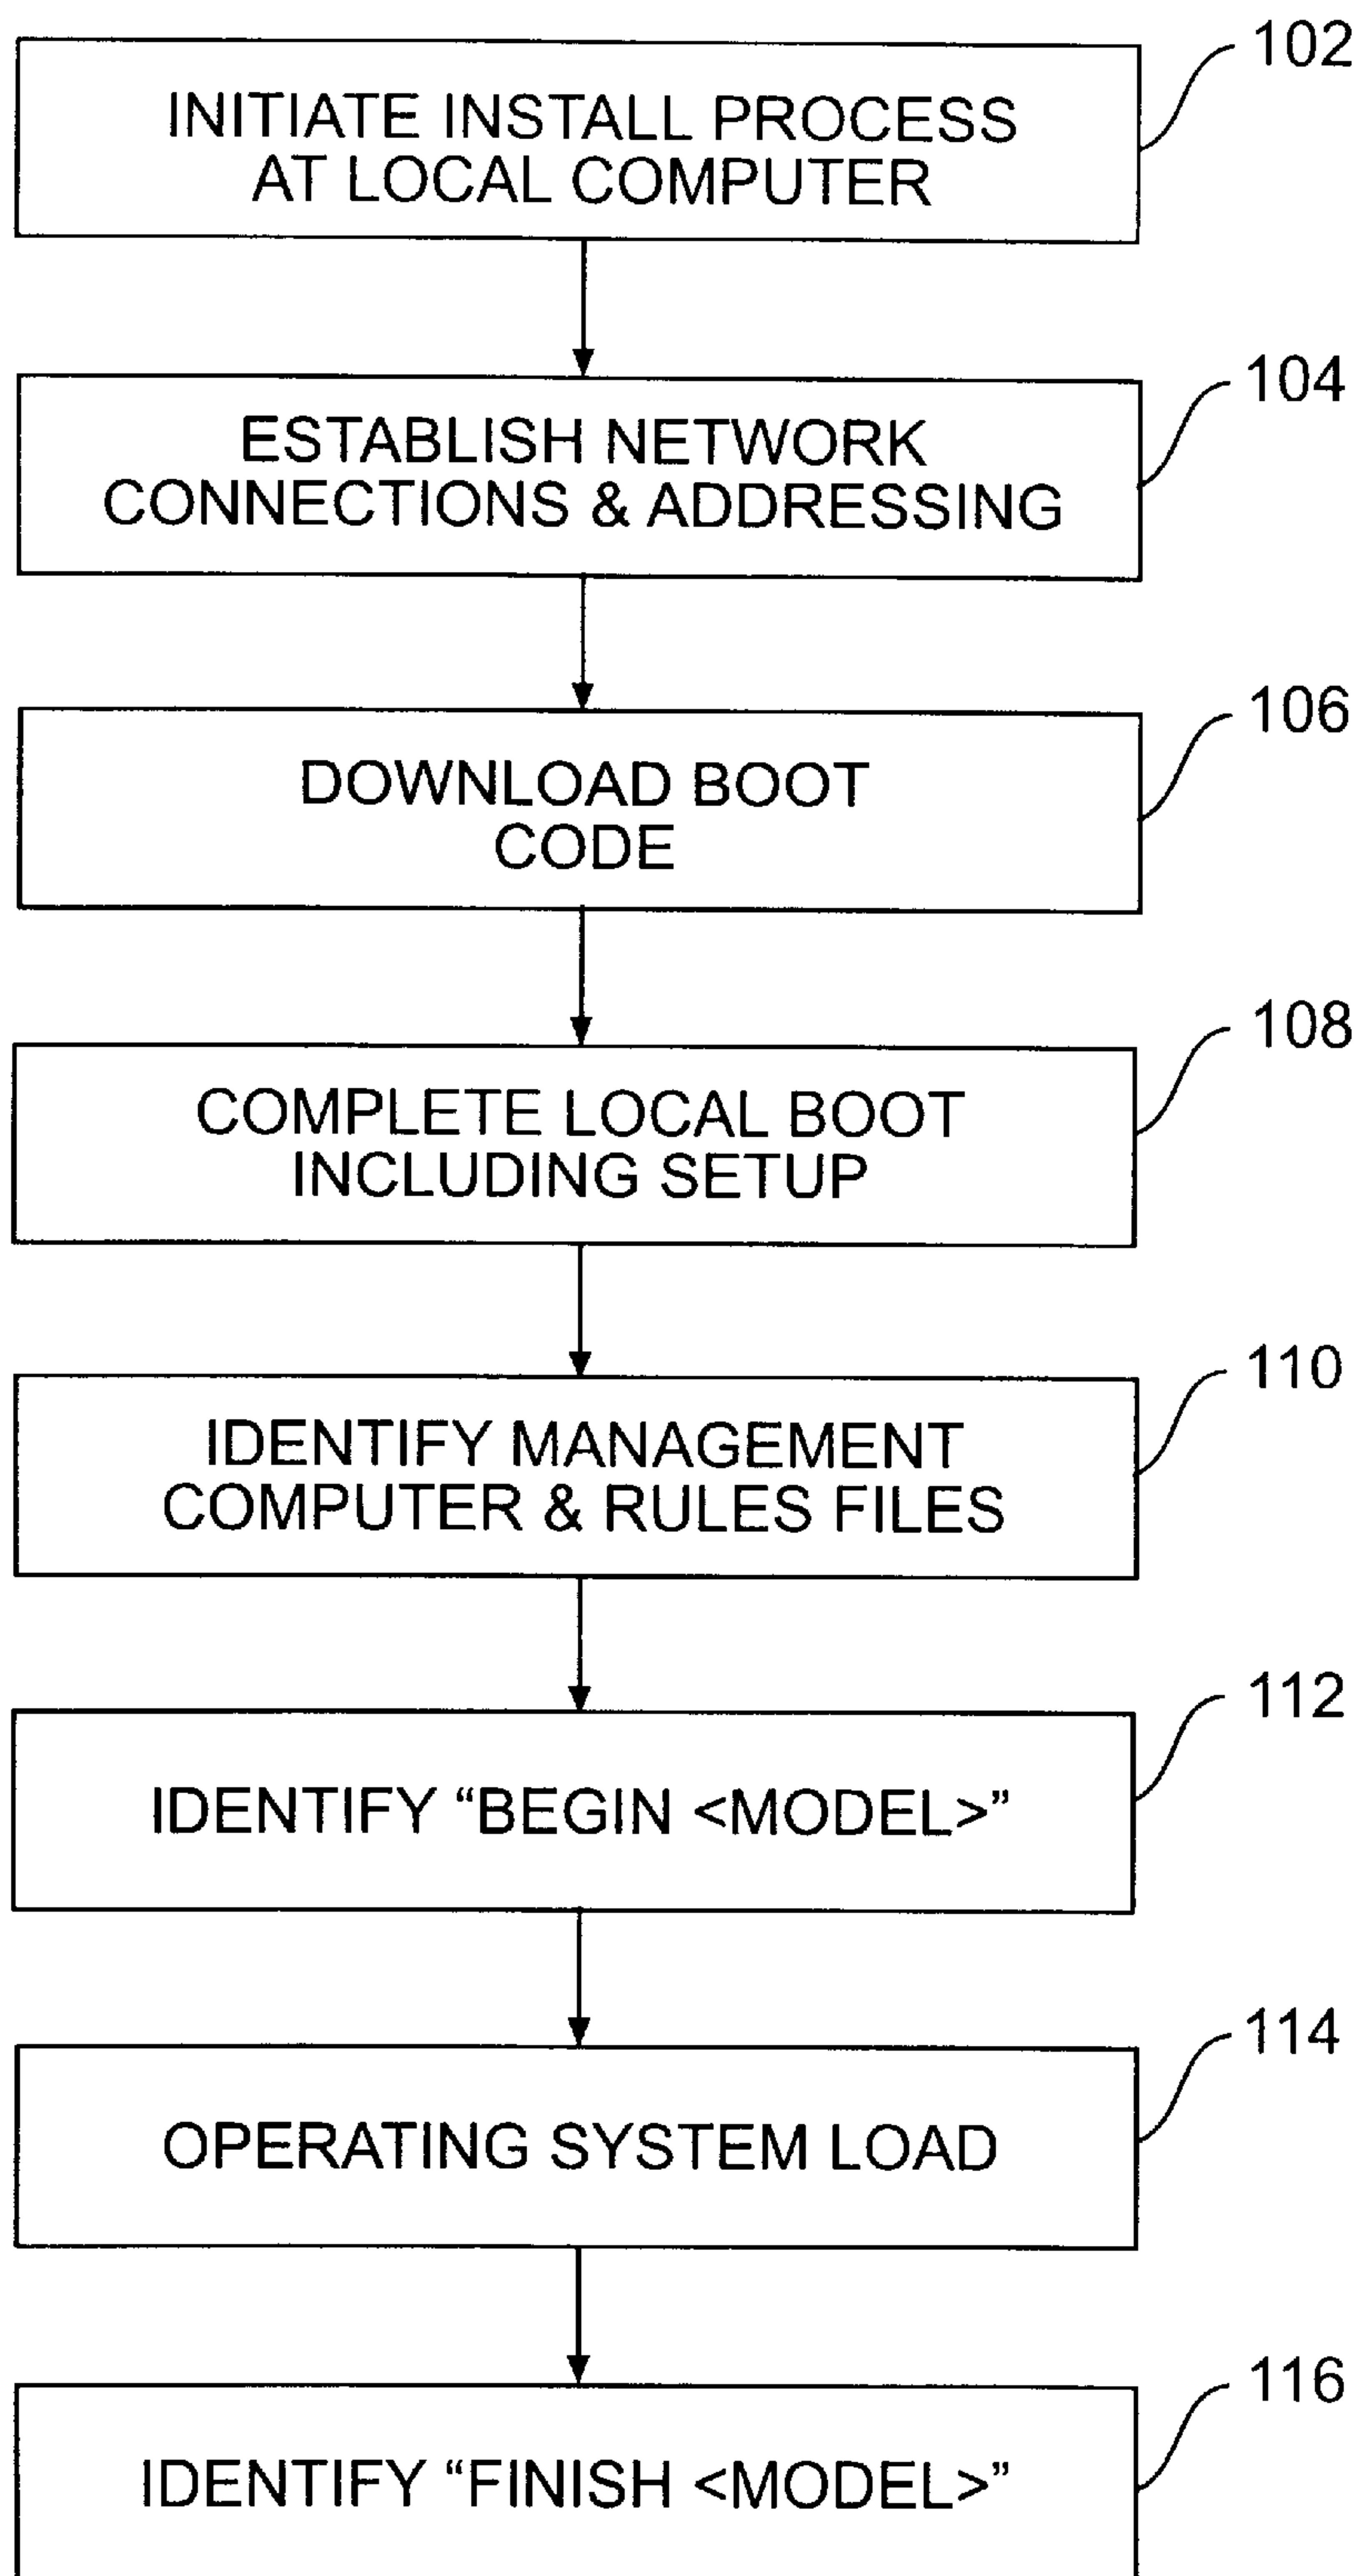 102
INITIATE INSTALL PROCESS
AT LOCAL COMPUTER
104
ESTABLISH NETWORK
CONNECTIONS & ADDRESSING
106
DOWNLOAD BOOT
CODE
108
COMPLETE LOCAL BOOT
INCLUDING SETUP
110
IDENTIFY MANAGEMENT
COMPUTER & RULES FILES
112
IDENTIFY “BEGIN <MODEL>”
114
OPERATING SYSTEM LOAD
116
IDENTIFY “FINISH <MODEL>”